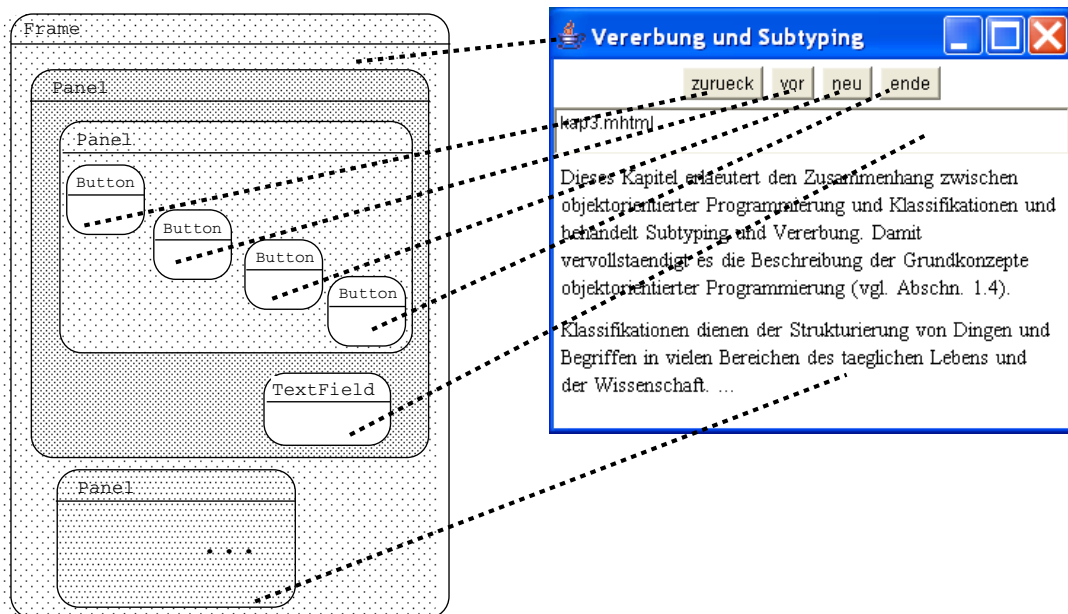 Frame
Panel
Panel
Button
Button
Button
Button
TextField
Panel
...
Vererbung und Subtyping
zurueck vor neu ende
kap3.mhtml
Dieses Kapitel erlaeutert den Zusammenhang zwischen
objektorientierter Programmierung und Klassifikationen und
behandelt Subtyping und Vererbung. Damit
vervollstaendigt es die Beschreibung der Grundkonzepte
objektorientierter Programmierung (vgl. Abschn. 1.4).
Klassifikationen dienen der Strukturierung von Dingen und
Begriffen in vielen Bereichen des taeglichen Lebens und
der Wissenschaft. ...